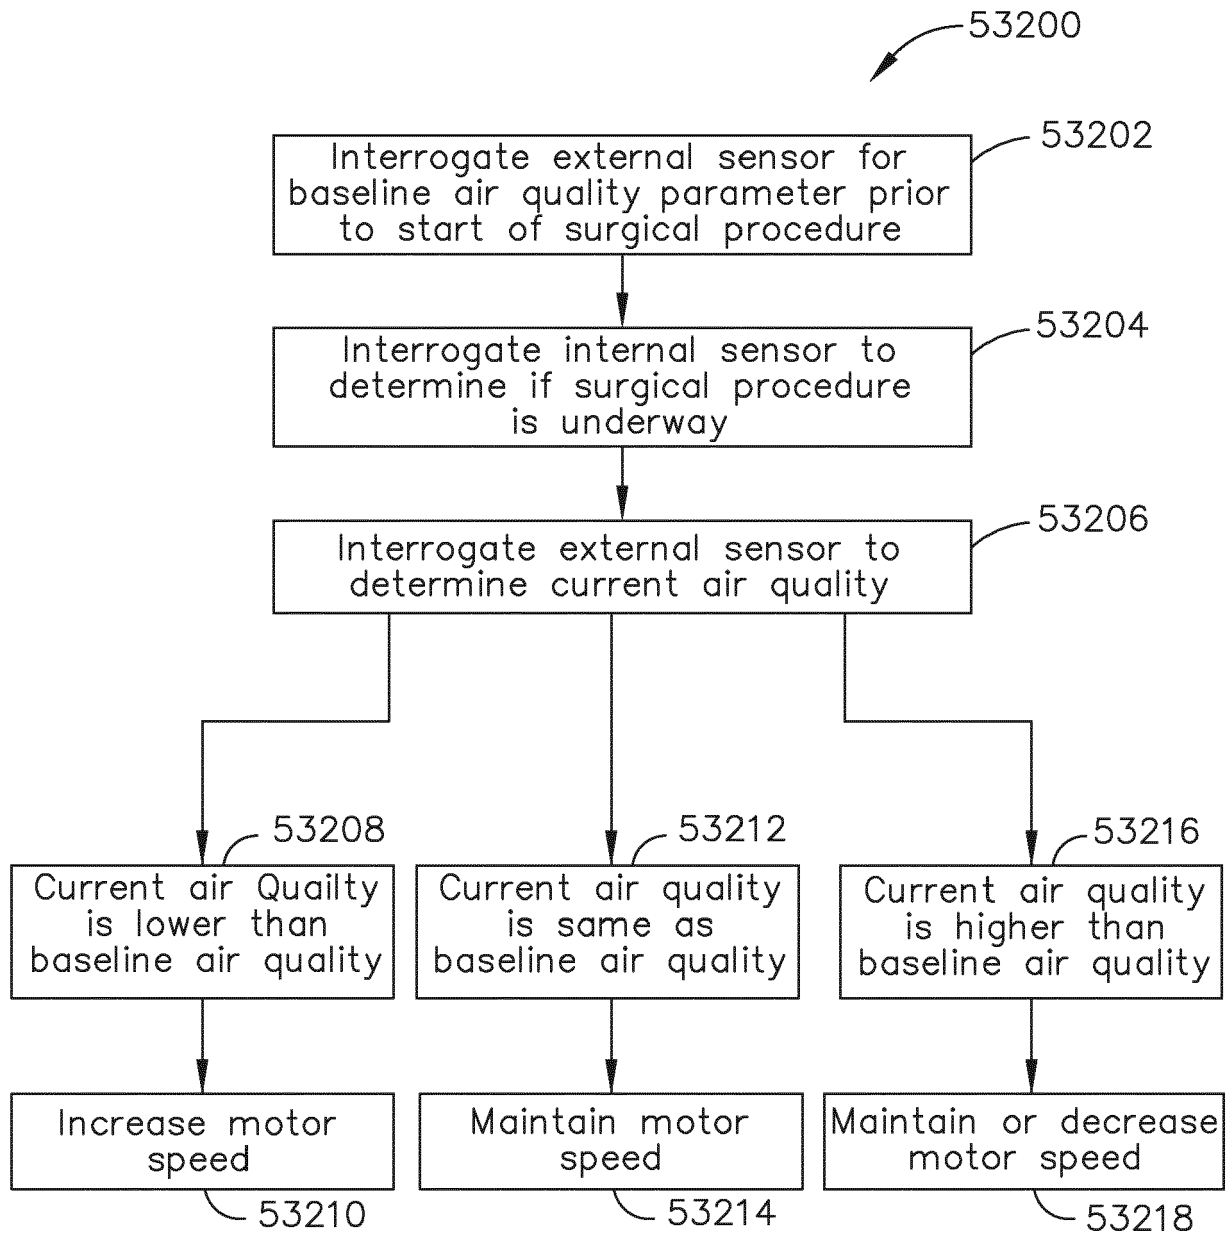 53200
53202
Interrogate external sensor for
baseline air quality parameter prior
to start of surgical procedure
53204
Interrogate internal sensor to
determine if surgical procedure
is underway
53206
Interrogate external sensor to
determine current air quality
53208
Current air Quailty
is lower than
baseline air quality
53212
Current air quality
is same as
baseline air quality
53216
Current air quality
is higher than
baseline air quality
Increase motor
speed
53210
Maintain motor
speed
53214
Maintain or decrease
motor speed
53218